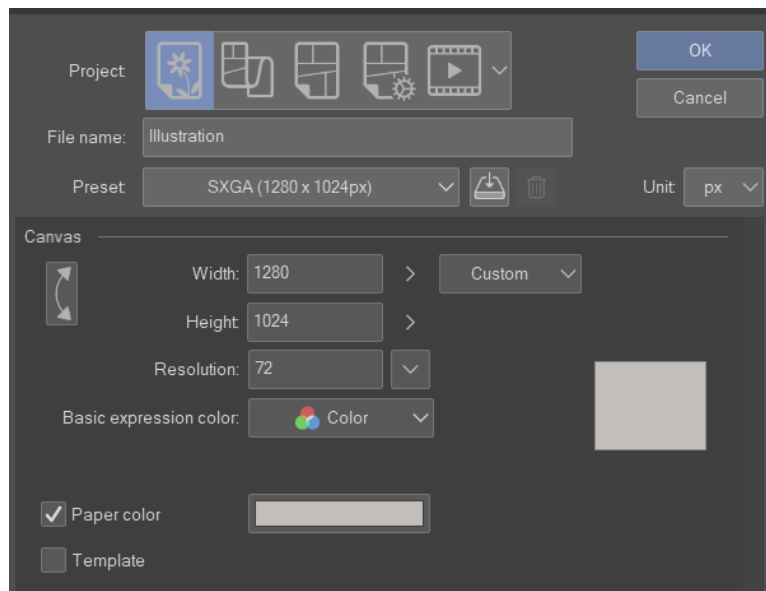 Project:
OK
Cancel
File name: Illustration
Preset: SXGA (1280 x 1024px)
Unit: px
Canvas
Width: 1280 > Custom
Height: 1024 >
Resolution: 72
Basic expression color: Color
Paper color
Template